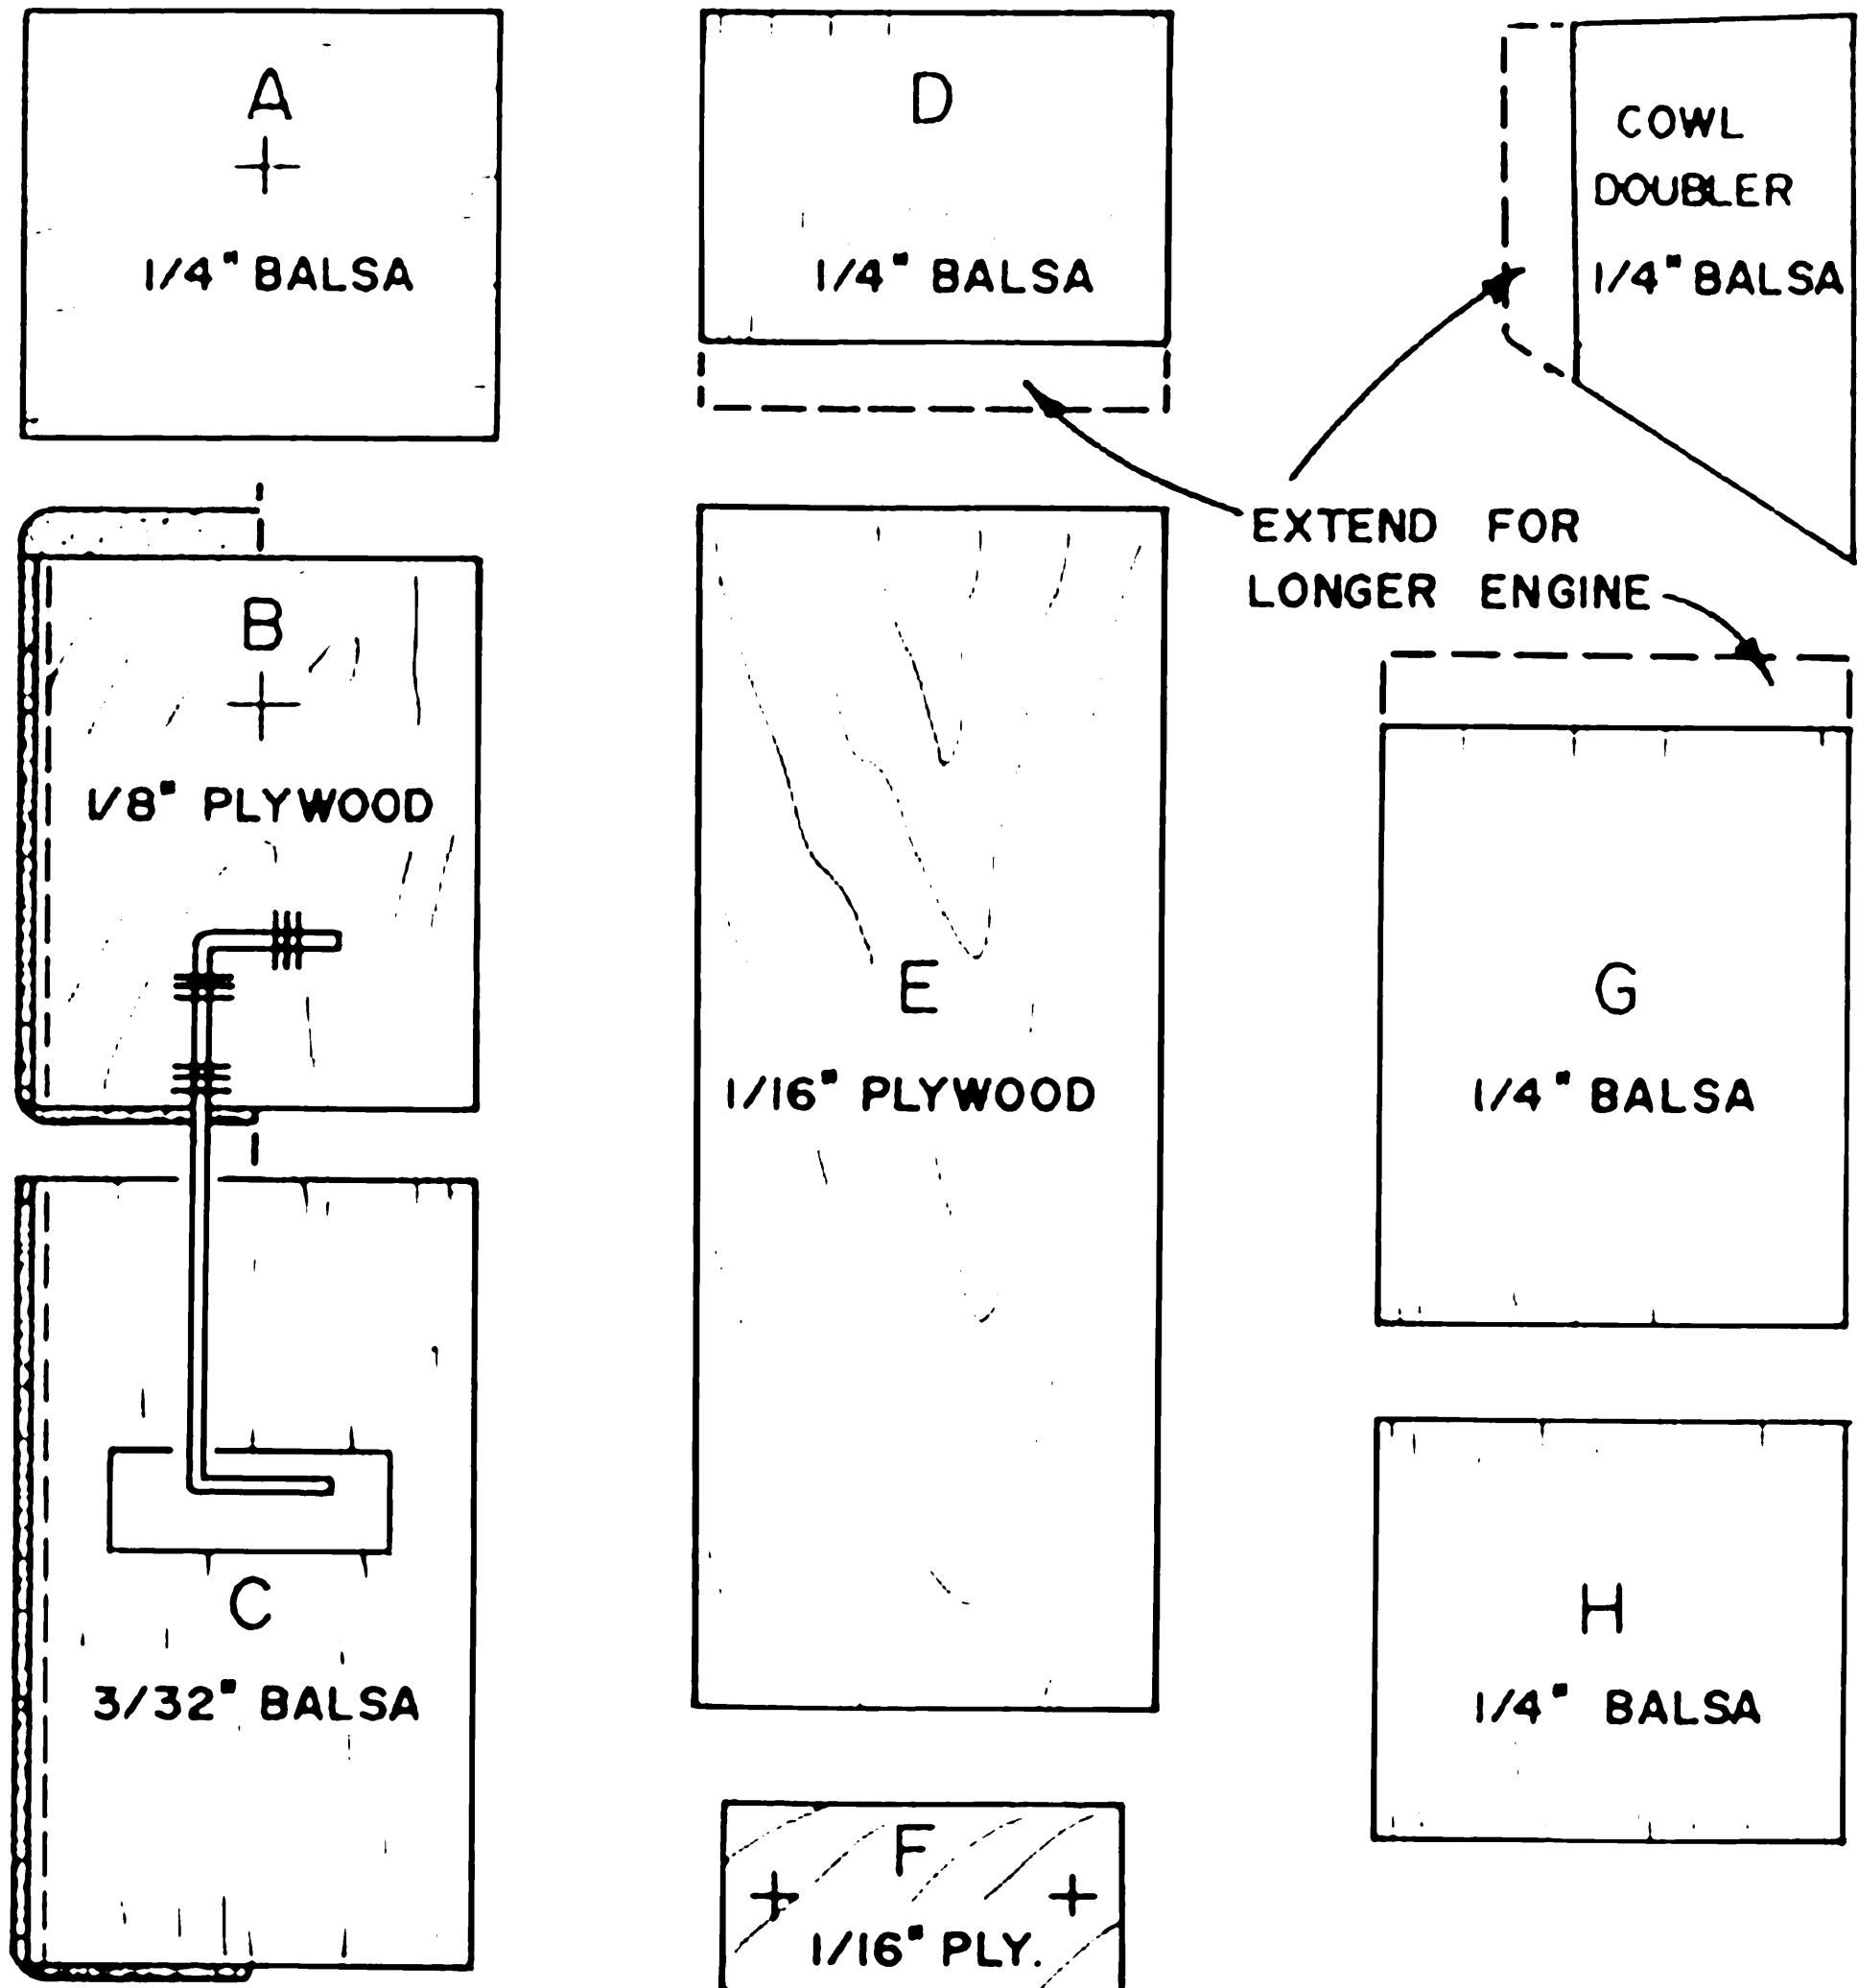 A
1/4" BALSA
B
1/8" PLYWOOD
C
3/32" BALSA
D
1/4" BALSA
E
1/16" PLYWOOD
F
1/16" PLY.
COWL
DOUBLER
1/4" BALSA
EXTEND FOR
LONGER ENGINE
G
1/4" BALSA
H
1/4" BALSA